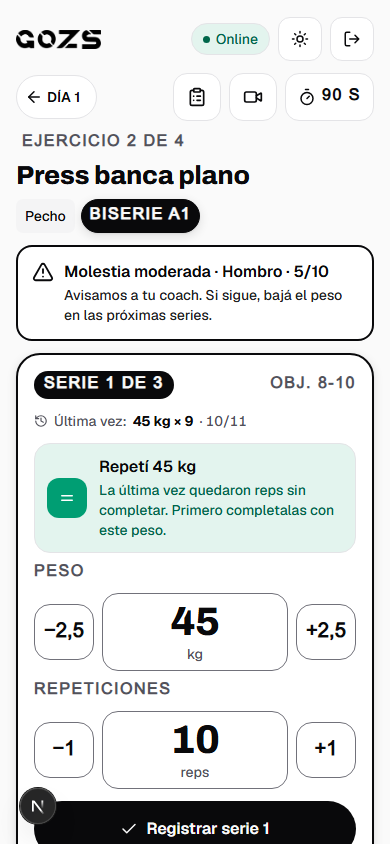 GOZS
Online
DÍA 1
90 S
EJERCICIO 2 DE 4
Press banca plano
Pecho
BISERIE A1
Molestia moderada · Hombro · 5/10
Avisamos a tu coach. Si sigue, bajá el peso
en las próximas series.
SERIE 1 DE 3
OBJ. 8-10
Última vez: 45 kg × 9 · 10/11
=
Repetí 45 kg
La última vez quedaron reps sin
completar. Primero completalas con
este peso.
PESO
−2,5
45
kg
+2,5
REPETICIONES
−1
10
reps
+1
N
Registrar serie 1